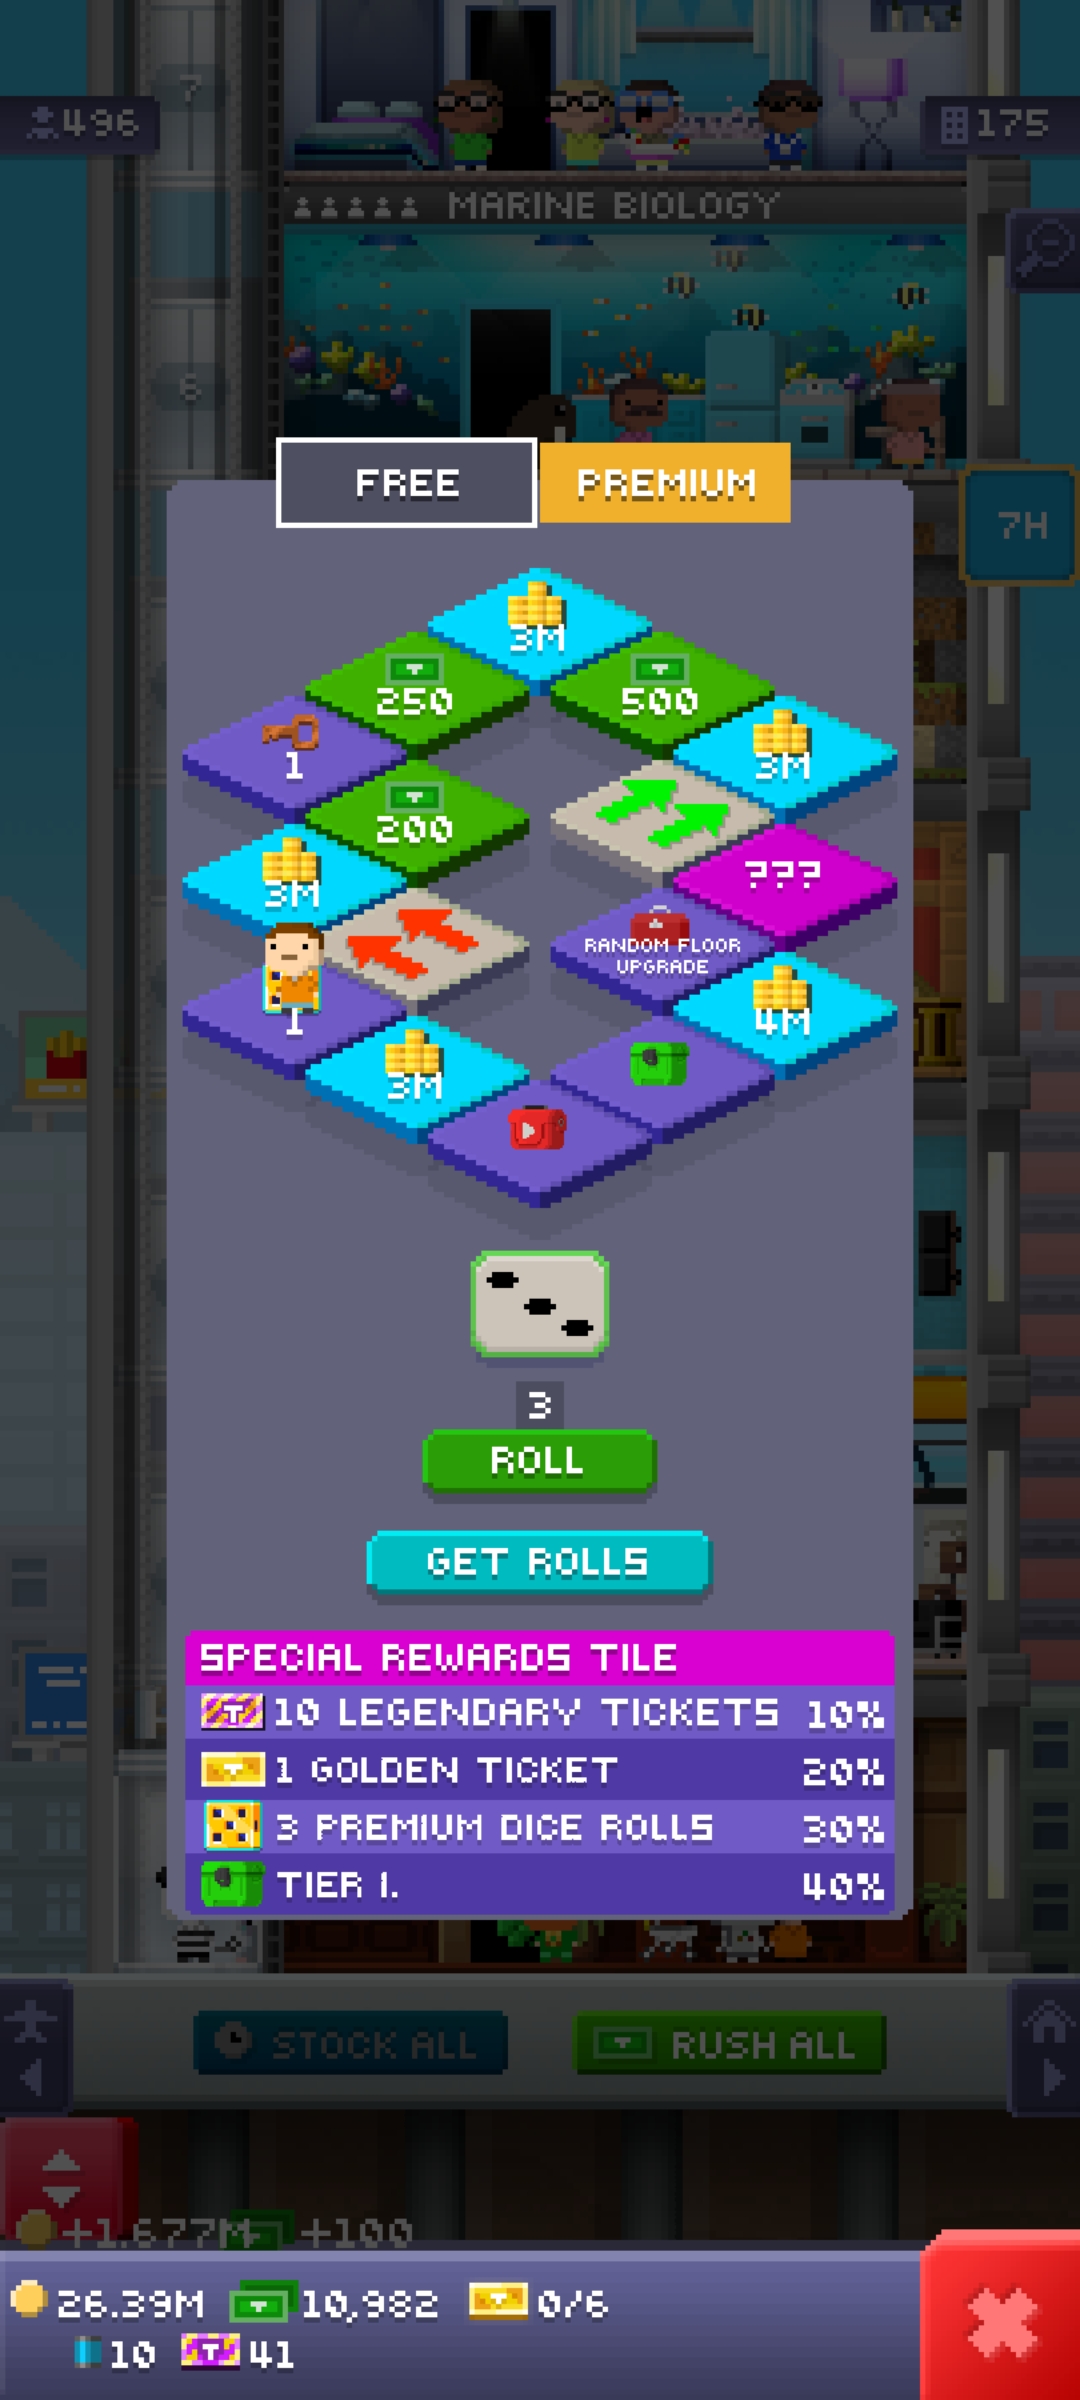 7
496
175
MARINE BIOLOGY
6
FREE
PREMIUM
7H
3M
250
500
1
3M
200
3M
???
RANDOM FLOOR
UPGRADE
1
4M
3M
3
ROLL
GET ROLLS
SPECIAL REWARDS TILE
10 LEGENDARY TICKETS 10%
1 GOLDEN TICKET 20%
3 PREMIUM DICE ROLLS 30%
TIER 1. 40%
STOCK ALL
RUSH ALL
+1.677M +100
26.39M 10,982 0/6
10 41